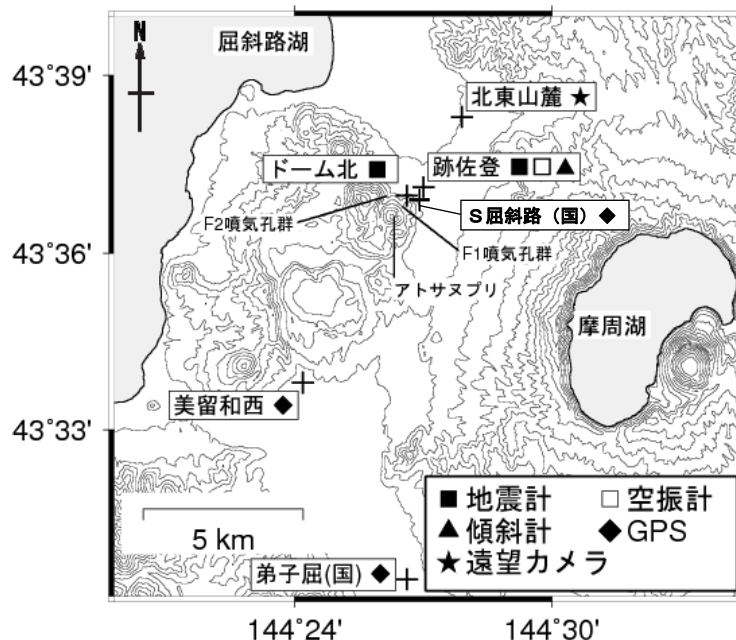 屈斜路湖
N
43°39'
北東山麓 ★
ドーム北 ■
跡佐登 ■ □ ▲
F2噴気孔群
S屈斜路（国）◆
43°36'
F1噴気孔群
アトサヌプリ
摩周湖
美留和西 ◆
43°33'
■ 地震計 □ 空振計
▲ 傾斜計 ◆ GPS
★ 遠望カメラ
5 km
弟子屈(国) ◆
144°24' 144°30'